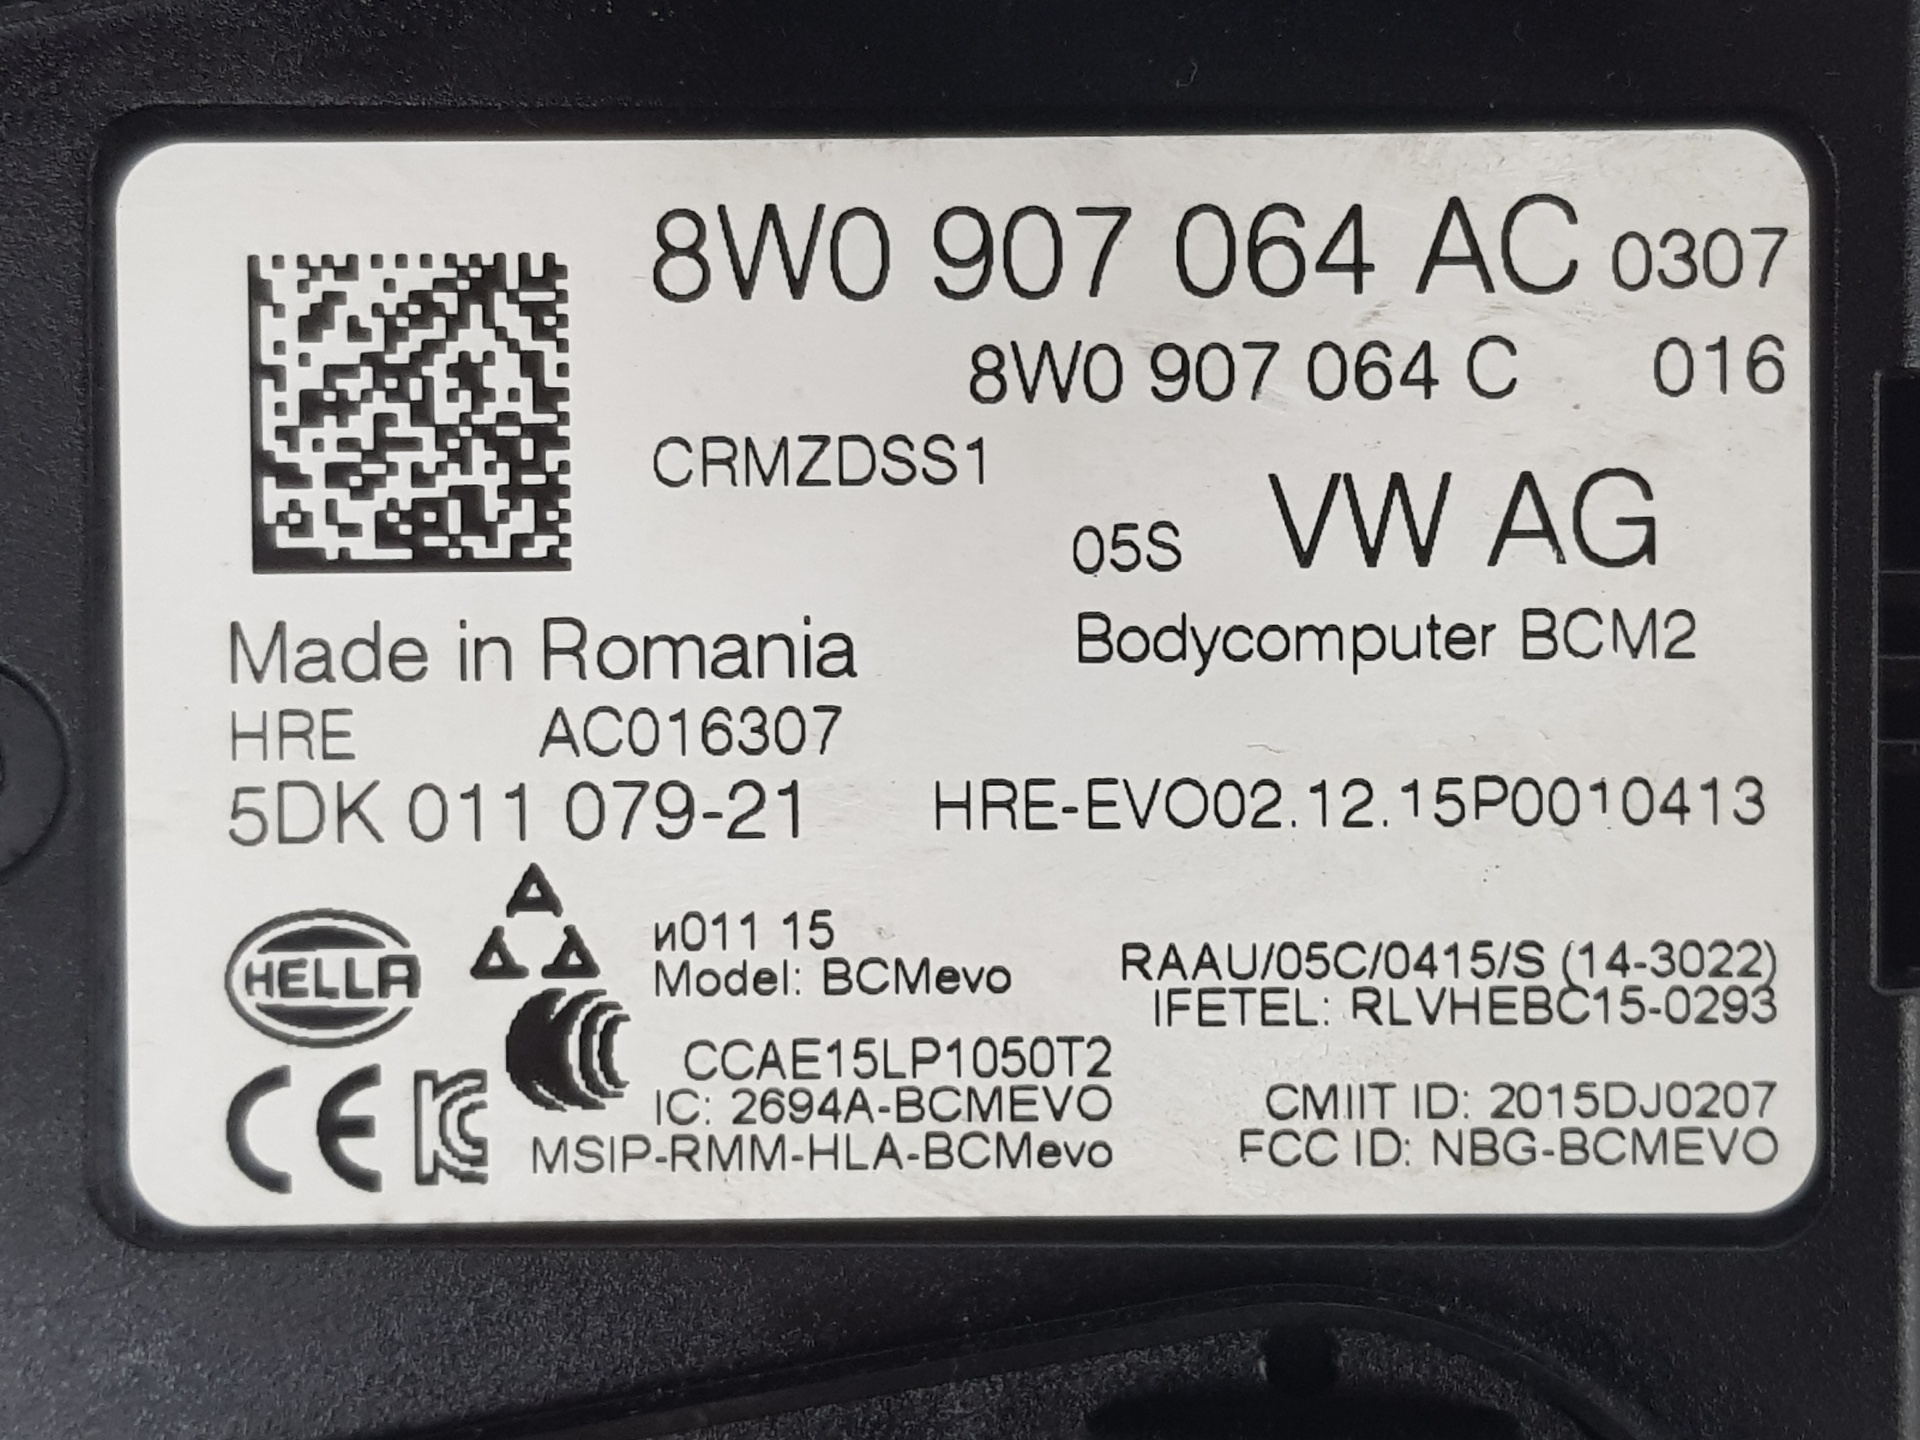 8W0 907 064 AC 0307
8W0 907 064 C 016
CRMZDSS1
05S VW AG
Made in Romania Bodycomputer BCM2
HRE AC016307
5DK 011 079-21 HRE-EVO02.12.15P0010413
HELLA
и011 15
Model: BCMevo
RAAU/05C/0415/S (14-3022)
IFETEL: RLVHEBC15-0293
CCAE15LP1050T2
IC: 2694A-BCMEVO
MSIP-RMM-HLA-BCMevo
CMIIT ID: 2015DJ0207
FCC ID: NBG-BCMEVO
CE